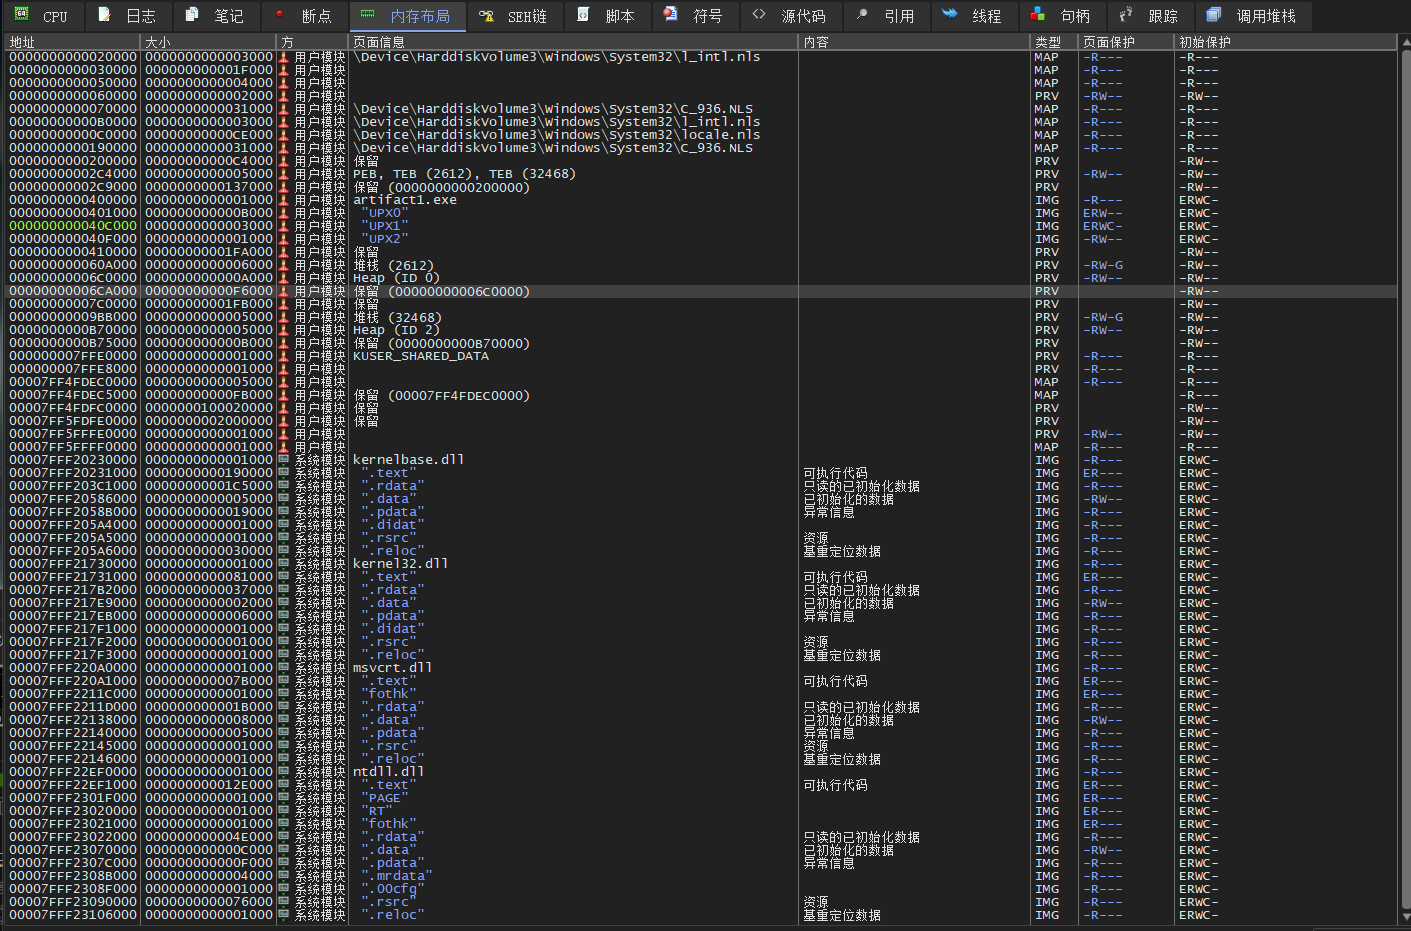 CPU 日志 笔记 断点 内存布局 SEH链 脚本 符号 源代码 引用 线程 句柄 跟踪 调用堆栈
地址 大小 方 页面信息 内容 类型 页面保护 初始保护
0000000000020000 0000000000003000 用户模块 \Device\HarddiskVolume3\Windows\System32\l_intl.nls MAP -R--- -R---
0000000000030000 000000000001F000 用户模块 MAP -R--- -R---
0000000000050000 0000000000004000 用户模块 MAP -R--- -R---
0000000000060000 0000000000002000 用户模块 PRV -RW-- -RW--
0000000000070000 0000000000031000 用户模块 \Device\HarddiskVolume3\Windows\System32\C_936.NLS MAP -R--- -R---
00000000000B0000 0000000000003000 用户模块 \Device\HarddiskVolume3\Windows\System32\l_intl.nls MAP -R--- -R---
00000000000C0000 00000000000CE000 用户模块 \Device\HarddiskVolume3\Windows\System32\locale.nls MAP -R--- -R---
0000000000190000 0000000000031000 用户模块 \Device\HarddiskVolume3\Windows\System32\C_936.NLS MAP -R--- -R---
0000000000200000 00000000000C4000 用户模块 保留 PRV -RW--
00000000002C4000 0000000000005000 用户模块 PEB, TEB (2612), TEB (32468) PRV -RW-- -RW--
00000000002C9000 0000000000137000 用户模块 保留 (0000000000200000) PRV -RW--
0000000000400000 0000000000001000 用户模块 artifact1.exe IMG -R--- ERWC-
0000000000401000 000000000000B000 用户模块 "UPX0" IMG ERW-- ERWC-
000000000040C000 0000000000003000 用户模块 "UPX1" IMG ERWC- ERWC-
000000000040F000 0000000000001000 用户模块 "UPX2" IMG -RW-- ERWC-
0000000000410000 00000000001FA000 用户模块 保留 PRV -RW--
000000000060A000 0000000000006000 用户模块 堆栈 (2612) PRV -RW-G -RW--
00000000006C0000 000000000000A000 用户模块 Heap (ID 0) PRV -RW-- -RW--
00000000006CA000 00000000000F6000 用户模块 保留 (00000000006C0000) PRV -RW--
00000000007C0000 00000000001FB000 用户模块 保留 PRV -RW--
00000000009BB000 0000000000005000 用户模块 堆栈 (32468) PRV -RW-G -RW--
0000000000B70000 0000000000005000 用户模块 Heap (ID 2) PRV -RW-- -RW--
0000000000B75000 000000000000B000 用户模块 保留 (0000000000B70000) PRV -RW--
000000007FFE0000 0000000000001000 用户模块 KUSER_SHARED_DATA PRV -R--- -R---
000000007FFE8000 0000000000001000 用户模块 PRV -R--- -R---
00007FF4FDEC0000 0000000000005000 用户模块 MAP -R--- -R---
00007FF4FDEC5000 00000000000FB000 用户模块 保留 (00007FF4FDEC0000) MAP -R---
00007FF4FDFC0000 0000000100020000 用户模块 保留 PRV -RW--
00007FF5FDFE0000 0000000002000000 用户模块 保留 PRV -RW--
00007FF5FFFE0000 0000000000001000 用户模块 PRV -RW-- -RW--
00007FF5FFFF0000 0000000000001000 用户模块 MAP -R--- -R---
00007FFF20230000 0000000000001000 系统模块 kernelbase.dll IMG -R--- ERWC-
00007FFF20231000 0000000000190000 系统模块 ".text" 可执行代码 IMG ER--- ERWC-
00007FFF203C1000 00000000001C5000 系统模块 ".rdata" 只读的已初始化数据 IMG -R--- ERWC-
00007FFF20586000 0000000000005000 系统模块 ".data" 已初始化的数据 IMG -RW-- ERWC-
00007FFF2058B000 0000000000019000 系统模块 ".pdata" 异常信息 IMG -R--- ERWC-
00007FFF205A4000 0000000000001000 系统模块 ".didat" IMG -R--- ERWC-
00007FFF205A5000 0000000000001000 系统模块 ".rsrc" 资源 IMG -R--- ERWC-
00007FFF205A6000 0000000000030000 系统模块 ".reloc" 基重定位数据 IMG -R--- ERWC-
00007FFF21730000 0000000000001000 系统模块 kernel32.dll IMG -R--- ERWC-
00007FFF21731000 0000000000081000 系统模块 ".text" 可执行代码 IMG ER--- ERWC-
00007FFF217B2000 0000000000037000 系统模块 ".rdata" 只读的已初始化数据 IMG -R--- ERWC-
00007FFF217E9000 0000000000002000 系统模块 ".data" 已初始化的数据 IMG -RW-- ERWC-
00007FFF217EB000 0000000000006000 系统模块 ".pdata" 异常信息 IMG -R--- ERWC-
00007FFF217F1000 0000000000001000 系统模块 ".didat" IMG -R--- ERWC-
00007FFF217F2000 0000000000001000 系统模块 ".rsrc" 资源 IMG -R--- ERWC-
00007FFF217F3000 0000000000001000 系统模块 ".reloc" 基重定位数据 IMG -R--- ERWC-
00007FFF220A0000 0000000000001000 系统模块 msvcrt.dll IMG -R--- ERWC-
00007FFF220A1000 000000000007B000 系统模块 ".text" 可执行代码 IMG ER--- ERWC-
00007FFF2211C000 0000000000001000 系统模块 "fothk" IMG ER--- ERWC-
00007FFF2211D000 000000000001B000 系统模块 ".rdata" 只读的已初始化数据 IMG -R--- ERWC-
00007FFF22138000 0000000000008000 系统模块 ".data" 已初始化的数据 IMG -RW-- ERWC-
00007FFF22140000 0000000000005000 系统模块 ".pdata" 异常信息 IMG -R--- ERWC-
00007FFF22145000 0000000000001000 系统模块 ".rsrc" 资源 IMG -R--- ERWC-
00007FFF22146000 0000000000001000 系统模块 ".reloc" 基重定位数据 IMG -R--- ERWC-
00007FFF22EF0000 0000000000001000 系统模块 ntdll.dll IMG -R--- ERWC-
00007FFF22EF1000 000000000012E000 系统模块 ".text" 可执行代码 IMG ER--- ERWC-
00007FFF2301F000 0000000000001000 系统模块 "PAGE" IMG ER--- ERWC-
00007FFF23020000 0000000000001000 系统模块 "RT" IMG ER--- ERWC-
00007FFF23021000 0000000000001000 系统模块 "fothk" IMG ER--- ERWC-
00007FFF23022000 000000000004E000 系统模块 ".rdata" 只读的已初始化数据 IMG -R--- ERWC-
00007FFF23070000 000000000000C000 系统模块 ".data" 已初始化的数据 IMG -RW-- ERWC-
00007FFF2307C000 000000000000F000 系统模块 ".pdata" 异常信息 IMG -R--- ERWC-
00007FFF2308B000 0000000000004000 系统模块 ".mrdata" IMG -R--- ERWC-
00007FFF2308F000 0000000000001000 系统模块 ".00cfg" IMG -R--- ERWC-
00007FFF23090000 0000000000076000 系统模块 ".rsrc" 资源 IMG -R--- ERWC-
00007FFF23106000 0000000000001000 系统模块 ".reloc" 基重定位数据 IMG -R--- ERWC-